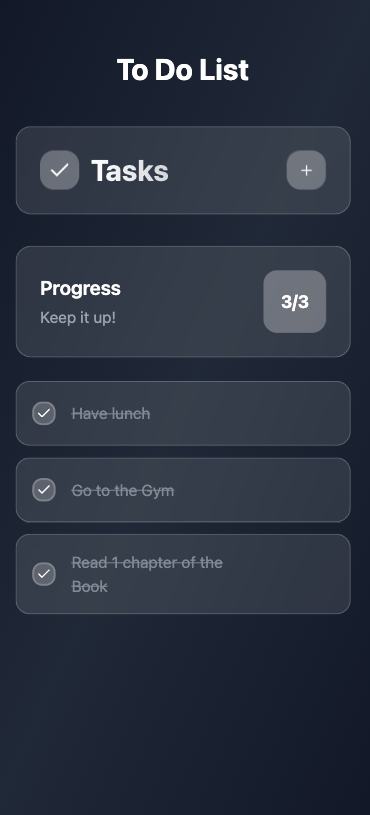 To Do List
Tasks
+
Progress
Keep it up!
3/3
Have lunch
Go to the Gym
Read 1 chapter of the
Book